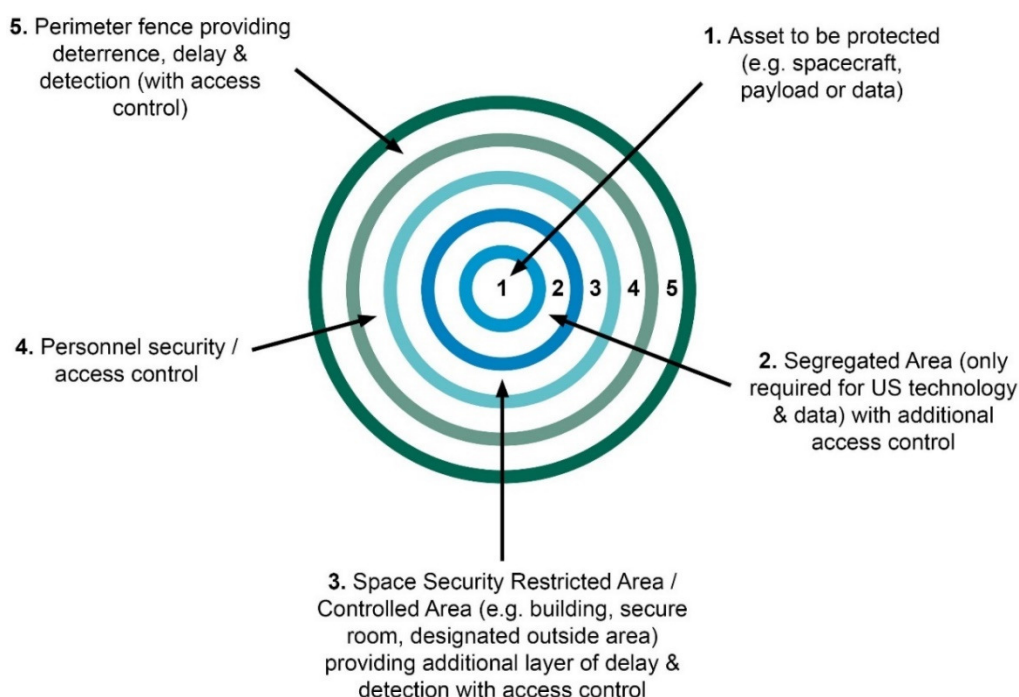 5. Perimeter fence providing
deterrence, delay &
detection (with access
control)
1. Asset to be protected
(e.g. spacecraft,
payload or data)
1 2 3 4 5
4. Personnel security /
access control
2. Segregated Area (only
required for US technology
& data) with additional
access control
3. Space Security Restricted Area /
Controlled Area (e.g. building, secure
room, designated outside area)
providing additional layer of delay &
detection with access control